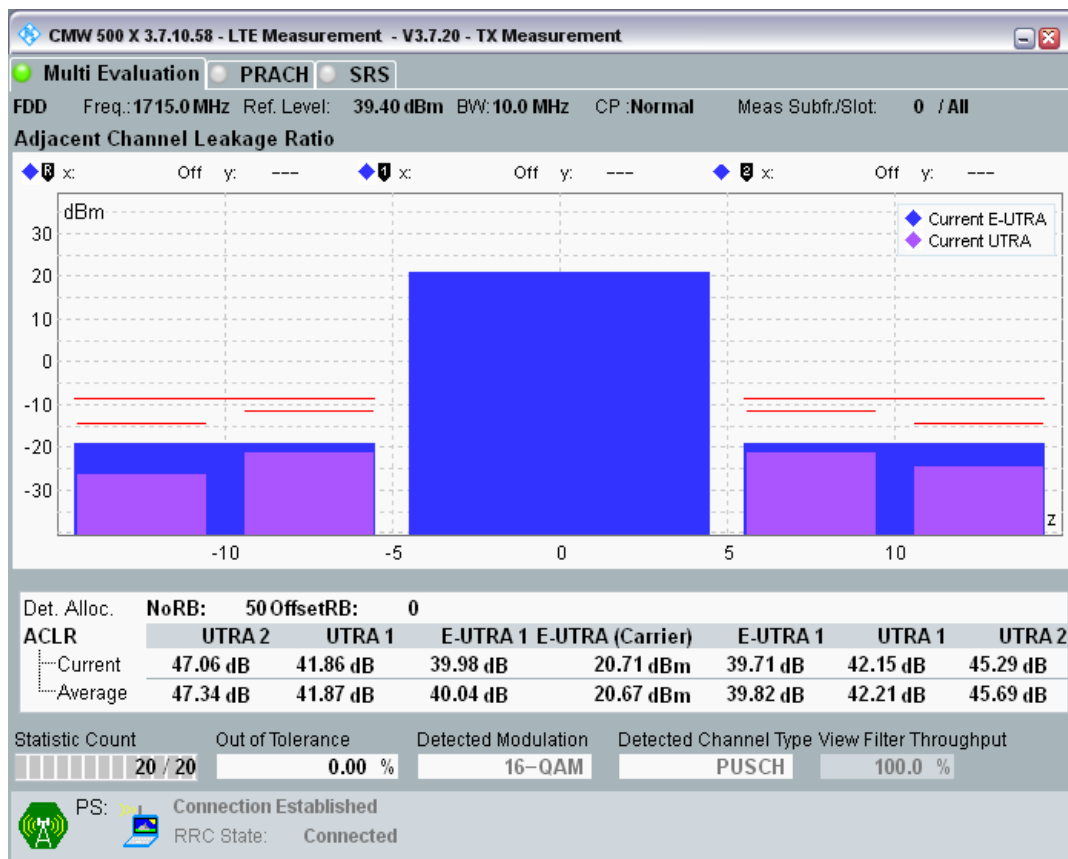 CMW 500 X 3.7.10.58 - LTE Measurement - V3.7.20 - TX Measurement
Multi Evaluation PRACH SRS
FDD Freq.: 1715.0 MHz Ref. Level: 39.40 dBm BW: 10.0 MHz CP :Normal Meas Subfr./Slot: 0 / All
Adjacent Channel Leakage Ratio
R x: Off y: --- 1 x: Off y: --- 2 x: Off y: ---
dBm
Current E-UTRA
Current UTRA
30
20
10
0
-10
-20
-30
z
-10 -5 0 5 10
Det. Alloc. NoRB: 50 OffsetRB: 0
ACLR UTRA 2 UTRA 1 E-UTRA 1 E-UTRA (Carrier) E-UTRA 1 UTRA 1 UTRA 2
Current 47.06 dB 41.86 dB 39.98 dB 20.71 dBm 39.71 dB 42.15 dB 45.29 dB
Average 47.34 dB 41.87 dB 40.04 dB 20.67 dBm 39.82 dB 42.21 dB 45.69 dB
Statistic Count Out of Tolerance Detected Modulation Detected Channel Type View Filter Throughput
20 / 20 0.00 % 16-QAM PUSCH 100.0 %
PS: Connection Established
RRC State: Connected